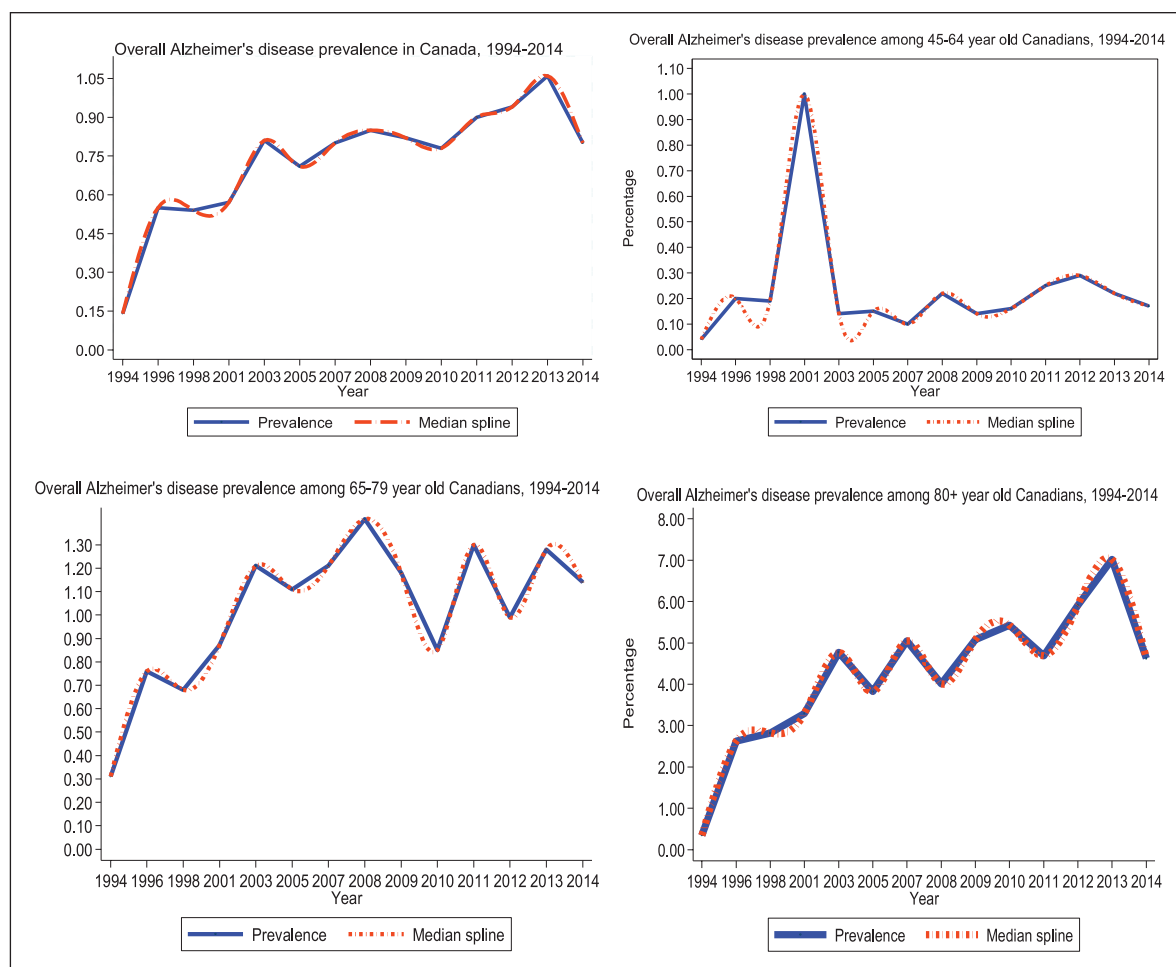 Overall Alzheimer's disease prevalence in Canada, 1994-2014
1.05
0.90
0.75
0.60
0.45
0.30
0.15
0.00
1994 1996 1998 2001 2003 2005 2007 2008 2009 2010 2011 2012 2013 2014
Year
Prevalence Median spline
Overall Alzheimer's disease prevalence among 45-64 year old Canadians, 1994-2014
Percentage
1.10
1.00
0.90
0.80
0.70
0.60
0.50
0.40
0.30
0.20
0.10
0.00
1994 1996 1998 2001 2003 2005 2007 2008 2009 2010 2011 2012 2013 2014
Year
Prevalence Median spline
Overall Alzheimer's disease prevalence among 65-79 year old Canadians, 1994-2014
1.30
1.20
1.10
1.00
0.90
0.80
0.70
0.60
0.50
0.40
0.30
0.20
0.10
0.00
1994 1996 1998 2001 2003 2005 2007 2008 2009 2010 2011 2012 2013 2014
Year
Prevalence Median spline
Overall Alzheimer's disease prevalence among 80+ year old Canadians, 1994-2014
Percentage
8.00
7.00
6.00
5.00
4.00
3.00
2.00
1.00
0.00
1994 1996 1998 2001 2003 2005 2007 2008 2009 2010 2011 2012 2013 2014
Year
Prevalence Median spline